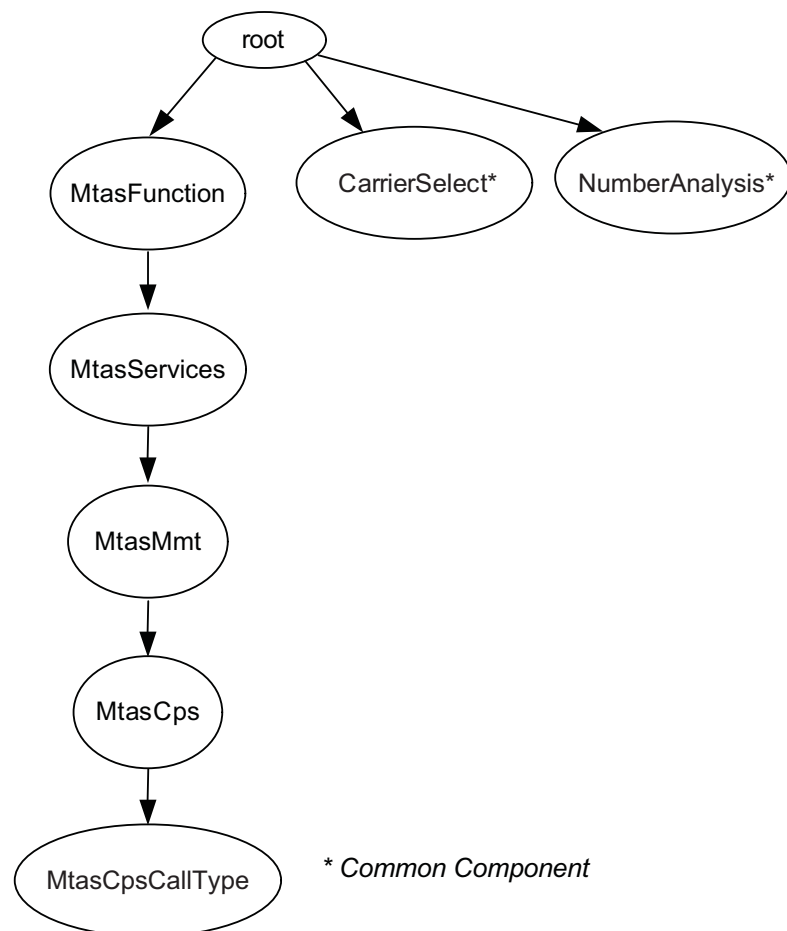 root
MtasFunction
CarrierSelect*
NumberAnalysis*
MtasServices
MtasMmt
MtasCps
MtasCpsCallType
* Common Component